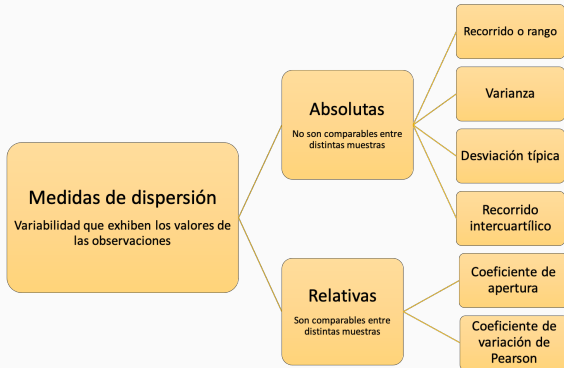 Medidas de dispersión
Variabilidad que exhiben los valores de
las observaciones
Absolutas
No son comparables entre
distintas muestras
Recorrido o rango
Varianza
Desviación típica
Recorrido
intercuartílico
Relativas
Son comparables entre
distintas muestras
Coeficiente de
apertura
Coeficiente de
variación de
Pearson